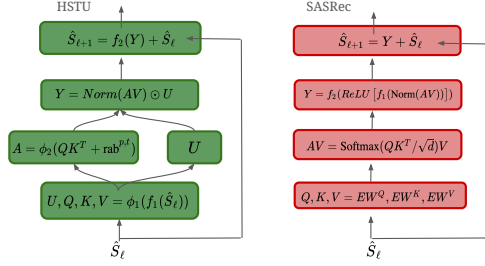 HSTU
Ŝ_{ℓ+1} = f_2(Y) + Ŝ_ℓ
Y = Norm(AV) ⊙ U
A = ϕ_2(QK^T + rab^{p,t})
U
U, Q, K, V = ϕ_1(f_1(Ŝ_ℓ))
Ŝ_ℓ
SASRec
Ŝ_{ℓ+1} = Y + Ŝ_ℓ
Y = f_2(ReLU [f_1(Norm(AV))])
AV = Softmax(QK^T/√d)V
Q, K, V = EW^Q, EW^K, EW^V
Ŝ_ℓ